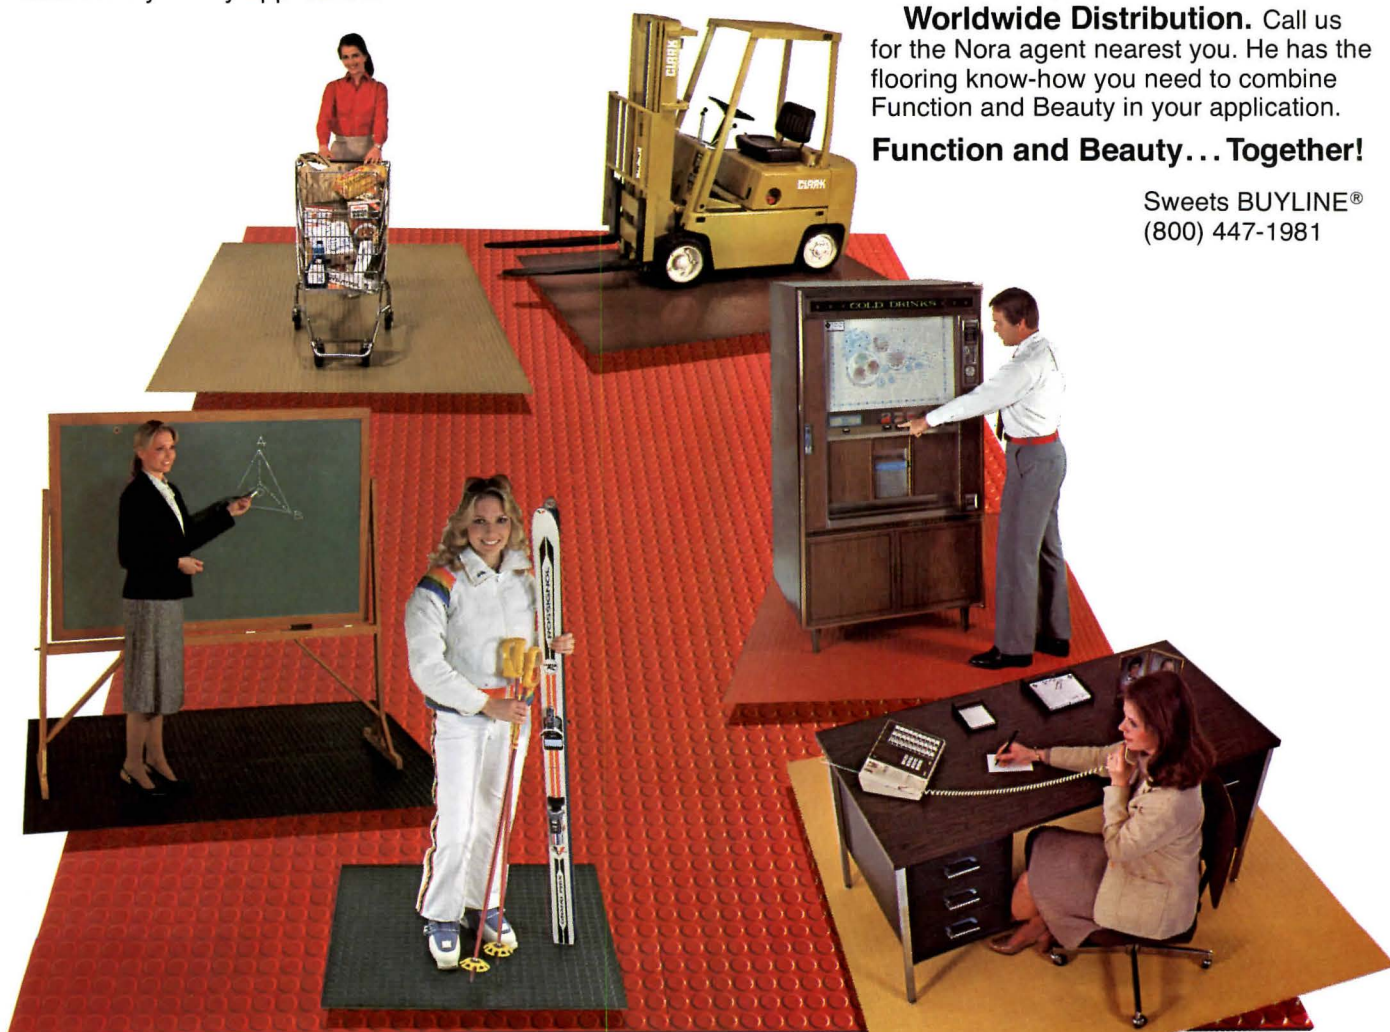 Worldwide Distribution. Call us
for the Nora agent nearest you. He has the
flooring know-how you need to combine
Function and Beauty in your application.
Function and Beauty... Together!
Sweets BUYLINE®
(800) 447-1981
CLARK
CLARK
COLD DRINKS
ROSSIGNOL
A